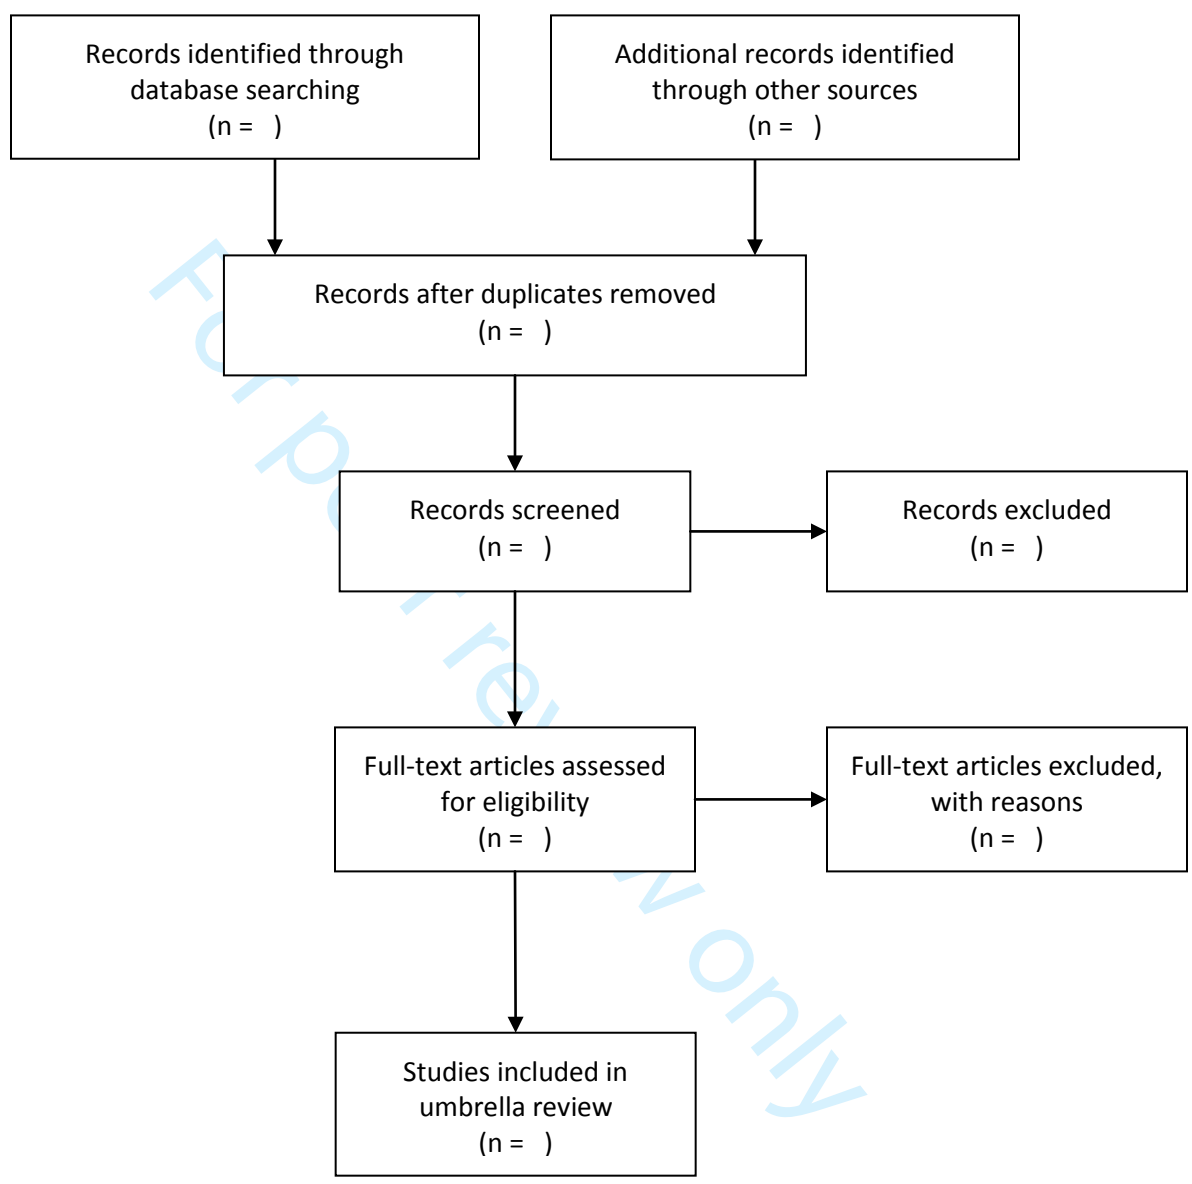 Records identified through
database searching
(n =   )
Additional records identified
through other sources
(n =   )
Records after duplicates removed
(n =   )
Records screened
(n =   )
Records excluded
(n =   )
Full-text articles assessed
for eligibility
(n =   )
Full-text articles excluded,
with reasons
(n =   )
Studies included in
umbrella review
(n =   )
For peer review only